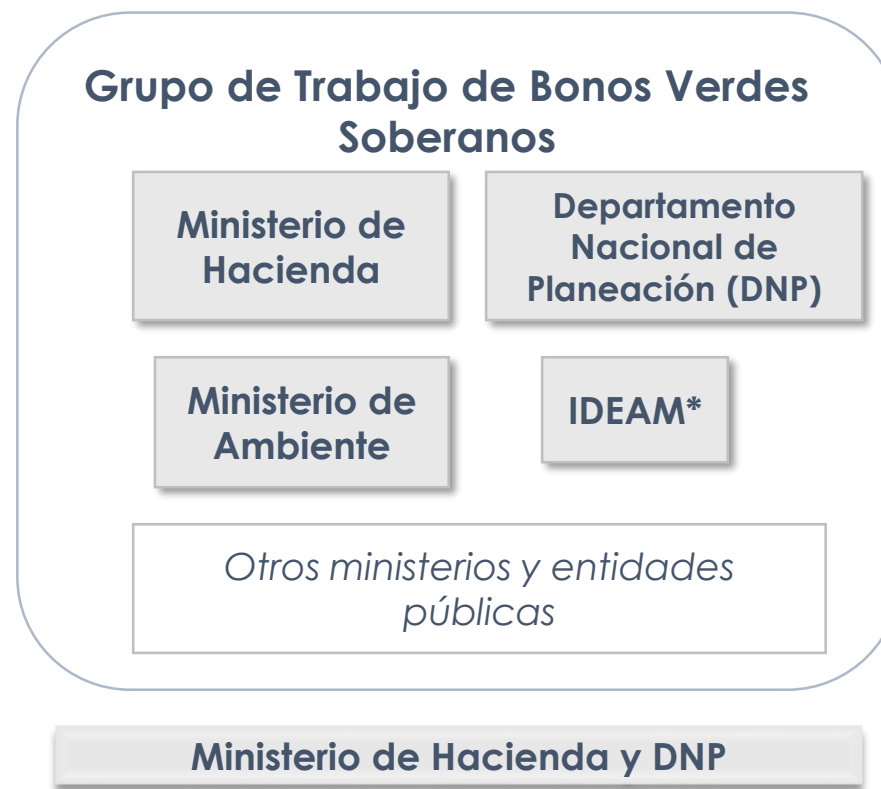 Grupo de Trabajo de Bonos Verdes
Soberanos
Ministerio de
Hacienda
Departamento
Nacional de
Planeación (DNP)
Ministerio de
Ambiente
IDEAM*
Otros ministerios y entidades
públicas
Ministerio de Hacienda y DNP